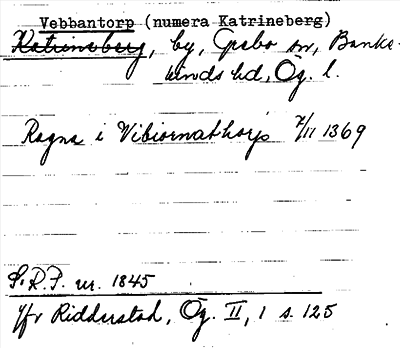 Vebbantorp (numera Katrineberg)
Katrineberg, by, Grebo sn, Banke-
kinds hd, Ög. l.
Ragna i Vibiornathorp 7/11 1369
S.R.P. nr. 1845
Jfr Ridderstad, Ög. II, 1 s. 125